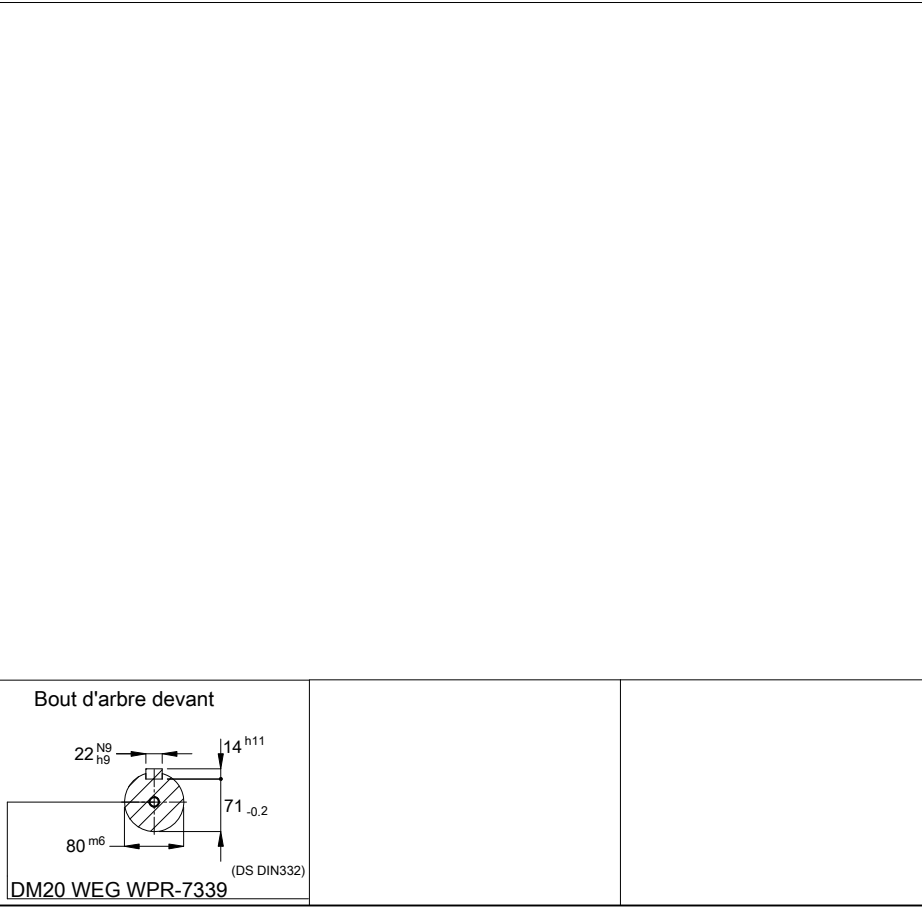 Bout d'arbre devant
22 N9 h9
14 h11
71 -0.2
80 m6
(DS DIN332)
DM20 WEG WPR-7339